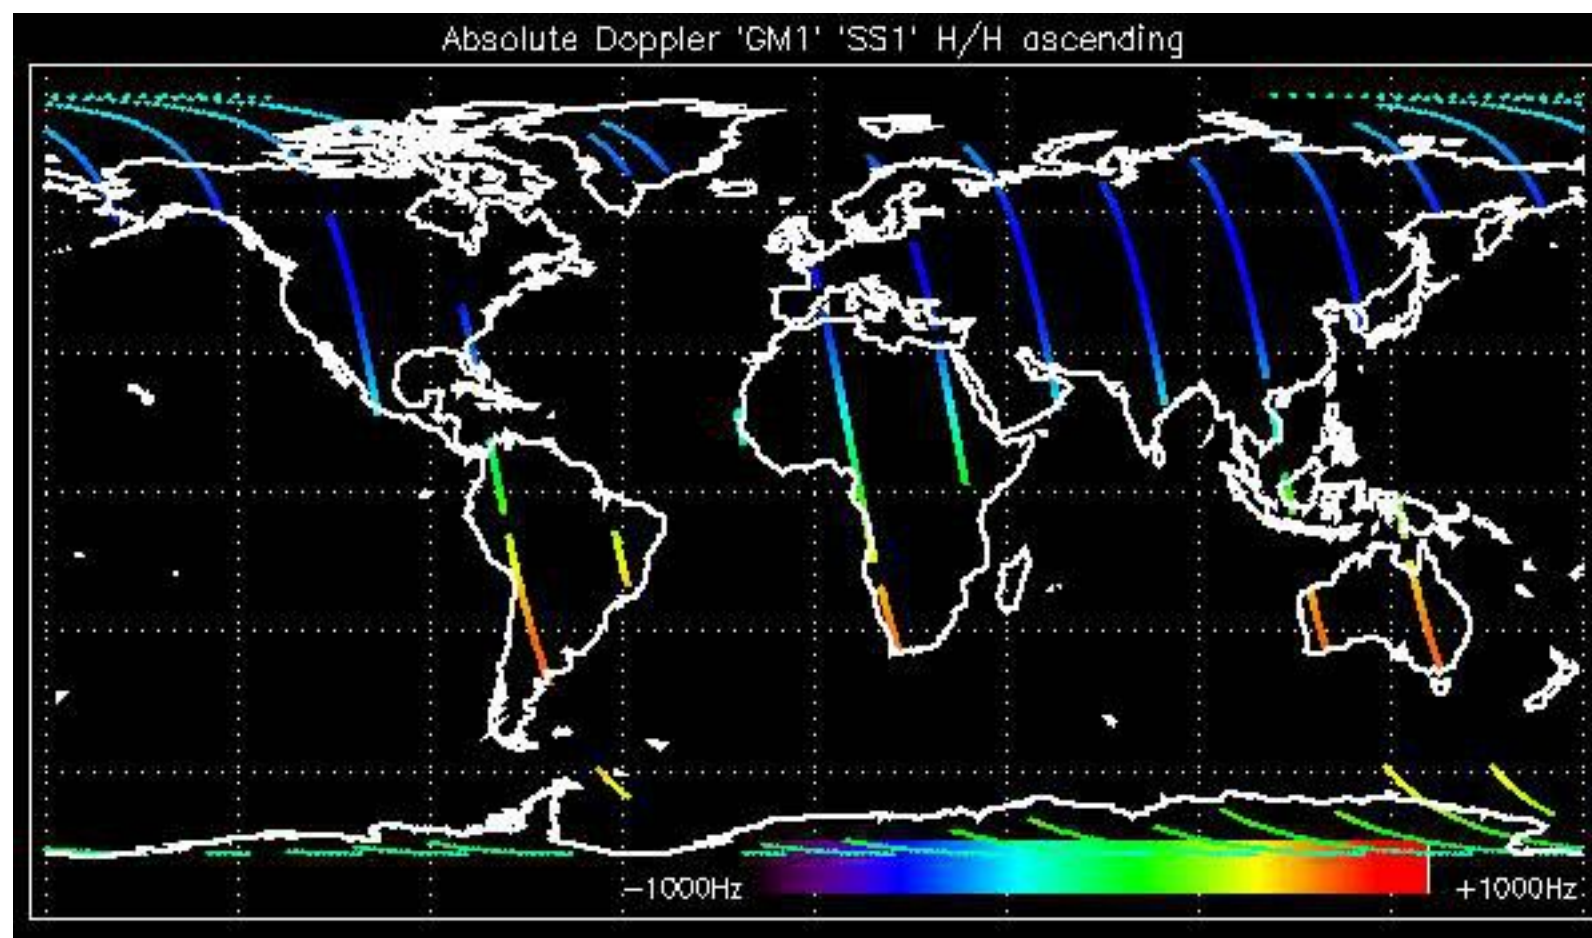 Absolute Doppler 'GM1' 'SS1' H/H ascending
-1000Hz
+1000Hz